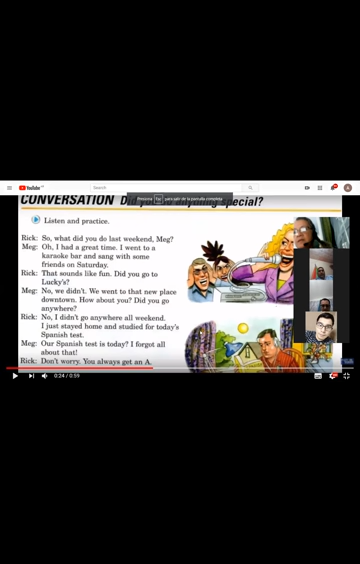 YouTube
Search
CONVERSATION Did you do anything special?
Presiona Esc para salir de la pantalla completa
Listen and practice.
Rick: So, what did you do last weekend, Meg?
Meg: Oh, I had a great time. I went to a
karaoke bar and sang with some
friends on Saturday.
Rick: That sounds like fun. Did you go to
Lucky's?
Meg: No, we didn't. We went to that new place
downtown. How about you? Did you go
anywhere?
Rick: No, I didn't go anywhere all weekend.
I just stayed home and studied for today's
Spanish test.
Meg: Our Spanish test is today? I forgot all
about that!
Rick: Don't worry. You always get an A.
0:24 / 0:59